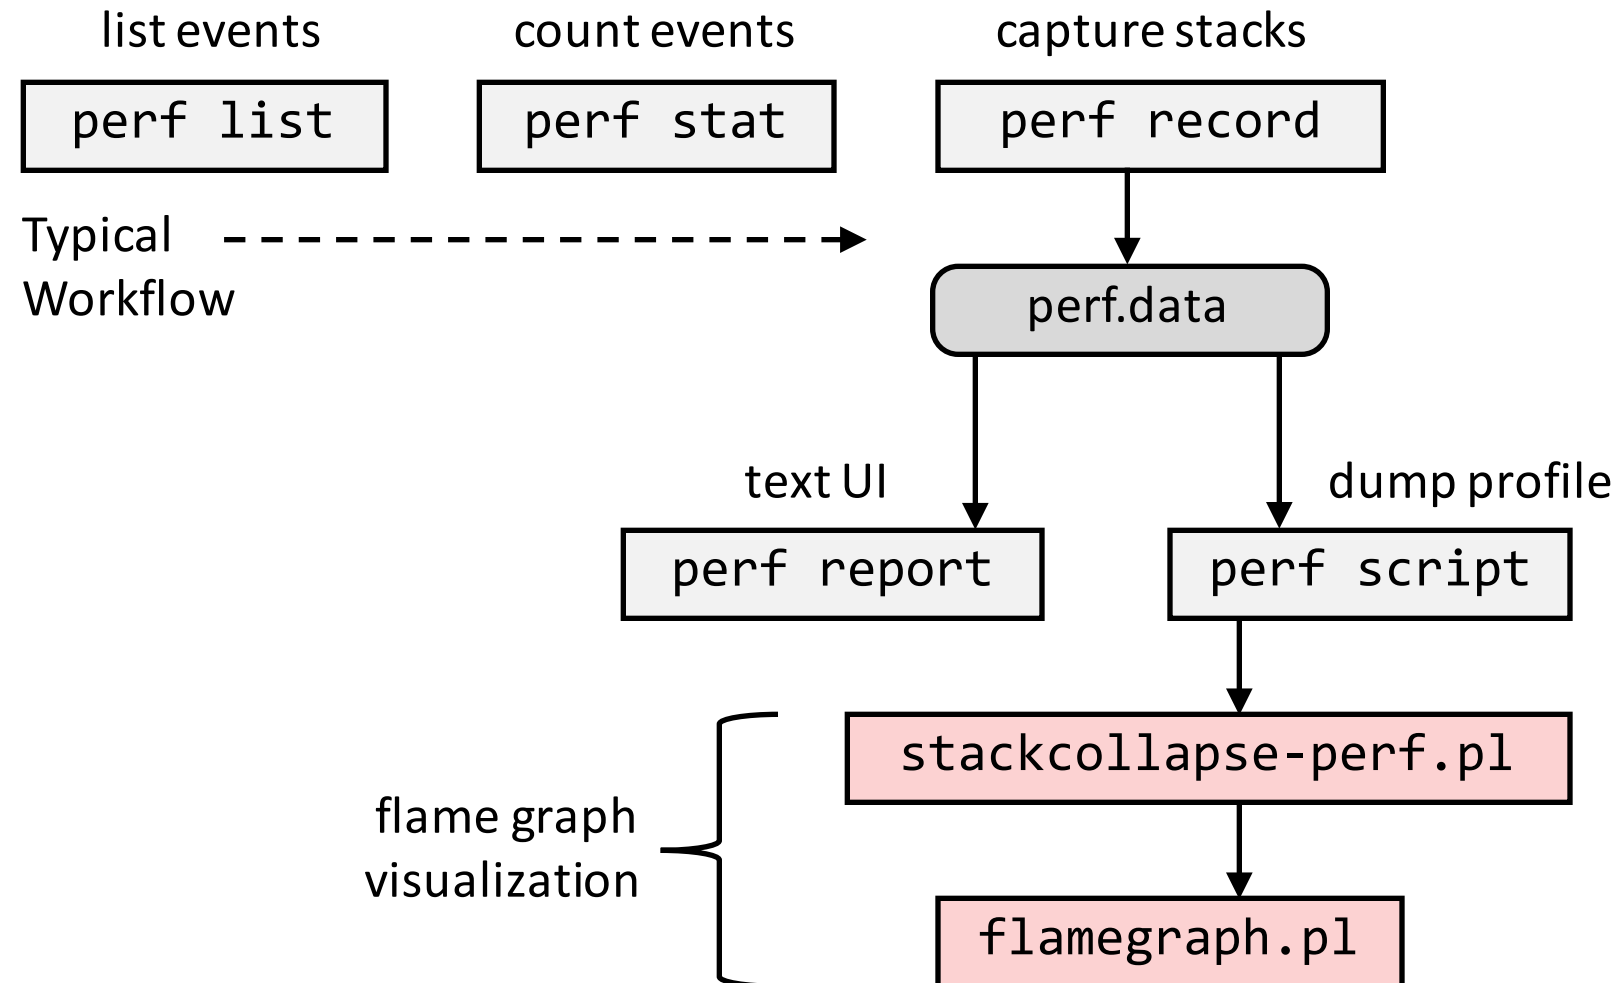 list events
count events
capture stacks
perf list
perf stat
perf record
Typical
Workflow
perf.data
text UI
dump profile
perf report
perf script
stackcollapse-perf.pl
flame graph
visualization
flamegraph.pl